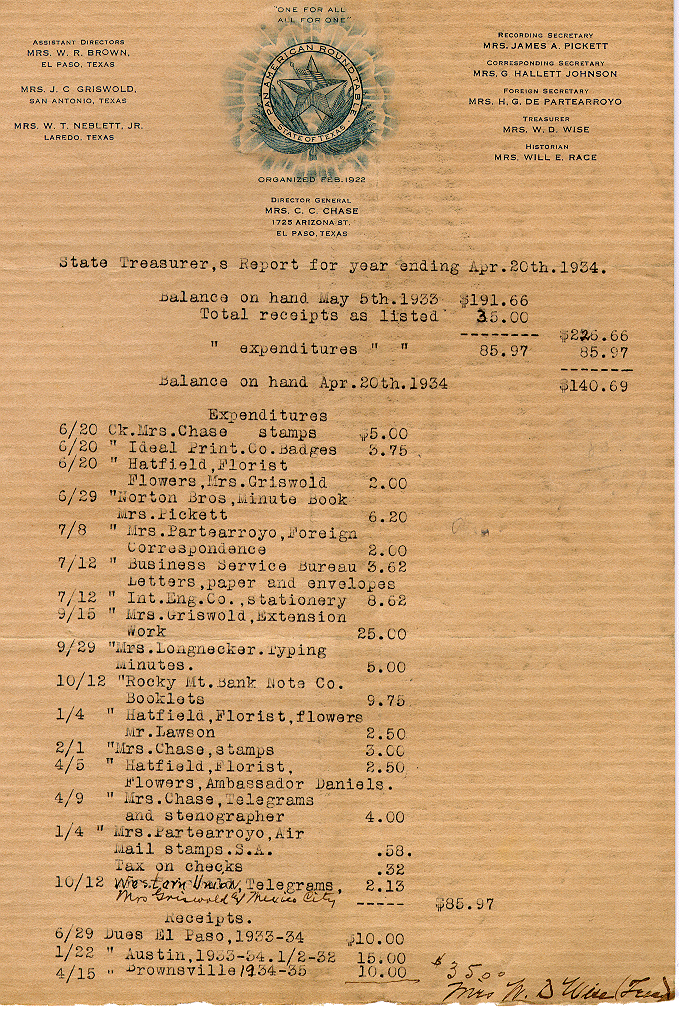 "ONE FOR ALL
ALL FOR ONE"
PAN AMERICAN ROUND TABLE
STATE OF TEXAS
ORGANIZED FEB. 1922
DIRECTOR GENERAL
MRS. C. C. CHASE
1725 ARIZONA ST.
EL PASO, TEXAS
ASSISTANT DIRECTORS
MRS. W. R. BROWN,
EL PASO, TEXAS
MRS. J. C GRISWOLD,
SAN ANTONIO, TEXAS
MRS. W. T. NEBLETT, JR.
LAREDO, TEXAS
RECORDING SECRETARY
MRS. JAMES A. PICKETT
CORRESPONDING SECRETARY
MRS. G HALLETT JOHNSON
FOREIGN SECRETARY
MRS. H. G. DE PARTEARROYO
TREASURER
MRS. W. D. WISE
HISTORIAN
MRS. WILL E. RACE
State Treasurer,s Report for year ending Apr.20th.1934.
Balance on hand May 5th.1933 $191.66
Total receipts as listed 35.00
-------- $226.66
" expenditures " " 85.97 85.97
--------
Balance on hand Apr.20th.1934 $140.69
Expenditures
6/20 Ck.Mrs.Chase stamps $5.00
6/20 " Ideal Print.Co.Badges 3.75
6/20 " Hatfield,Florist
Flowers,Mrs.Griswold 2.00
6/29 "Norton Bros,Minute Book
Mrs.Pickett 6.20
7/8 " Mrs.Partearroyo,Foreign
Correspondence 2.00
7/12 " Business Service Bureau 3.62
Letters,paper and envelopes
7/12 " Int.Eng.Co.,stationery 8.62
9/15 " Mrs.Griswold,Extension
Work 25.00
9/29 "Mrs.Longnecker.Typing
Minutes. 5.00
10/12 "Rocky Mt.Bank Note Co.
Booklets 9.75
1/4 " Hatfield,Florist,flowers
Mr.Lawson 2.50
2/1 "Mrs.Chase,stamps 3.00
4/5 " Hatfield,Florist, 2.50
Flowers,Ambassador Daniels.
4/9 " Mrs.Chase,Telegrams
and stenographer 4.00
1/4 " Mrs.Partearroyo,Air
Mail stamps.S.A. .58.
Tax on checks .32
10/12 Western Union,Telegrams, 2.13
Mrs Griswold Mexico City ----- $85.97
Receipts.
6/29 Dues El Paso,1933-34 $10.00
1/22 " Austin,1933-34.1/2-32 15.00
4/15 " Brownsville 1934-35 10.00
$35.00
Mrs W. D Wise (Treas